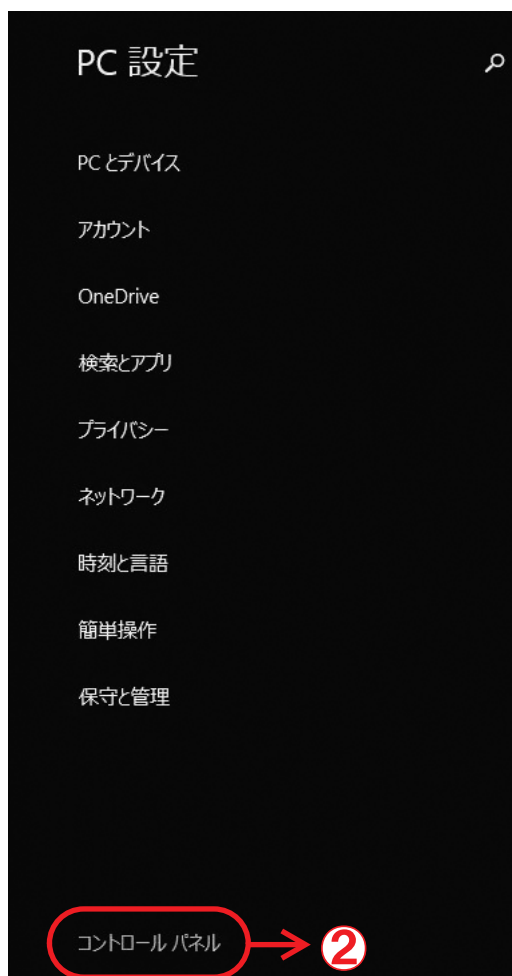 PC 設定
PC とデバイス
アカウント
OneDrive
検索とアプリ
プライバシー
ネットワーク
時刻と言語
簡単操作
保守と管理
コントロール パネル
②